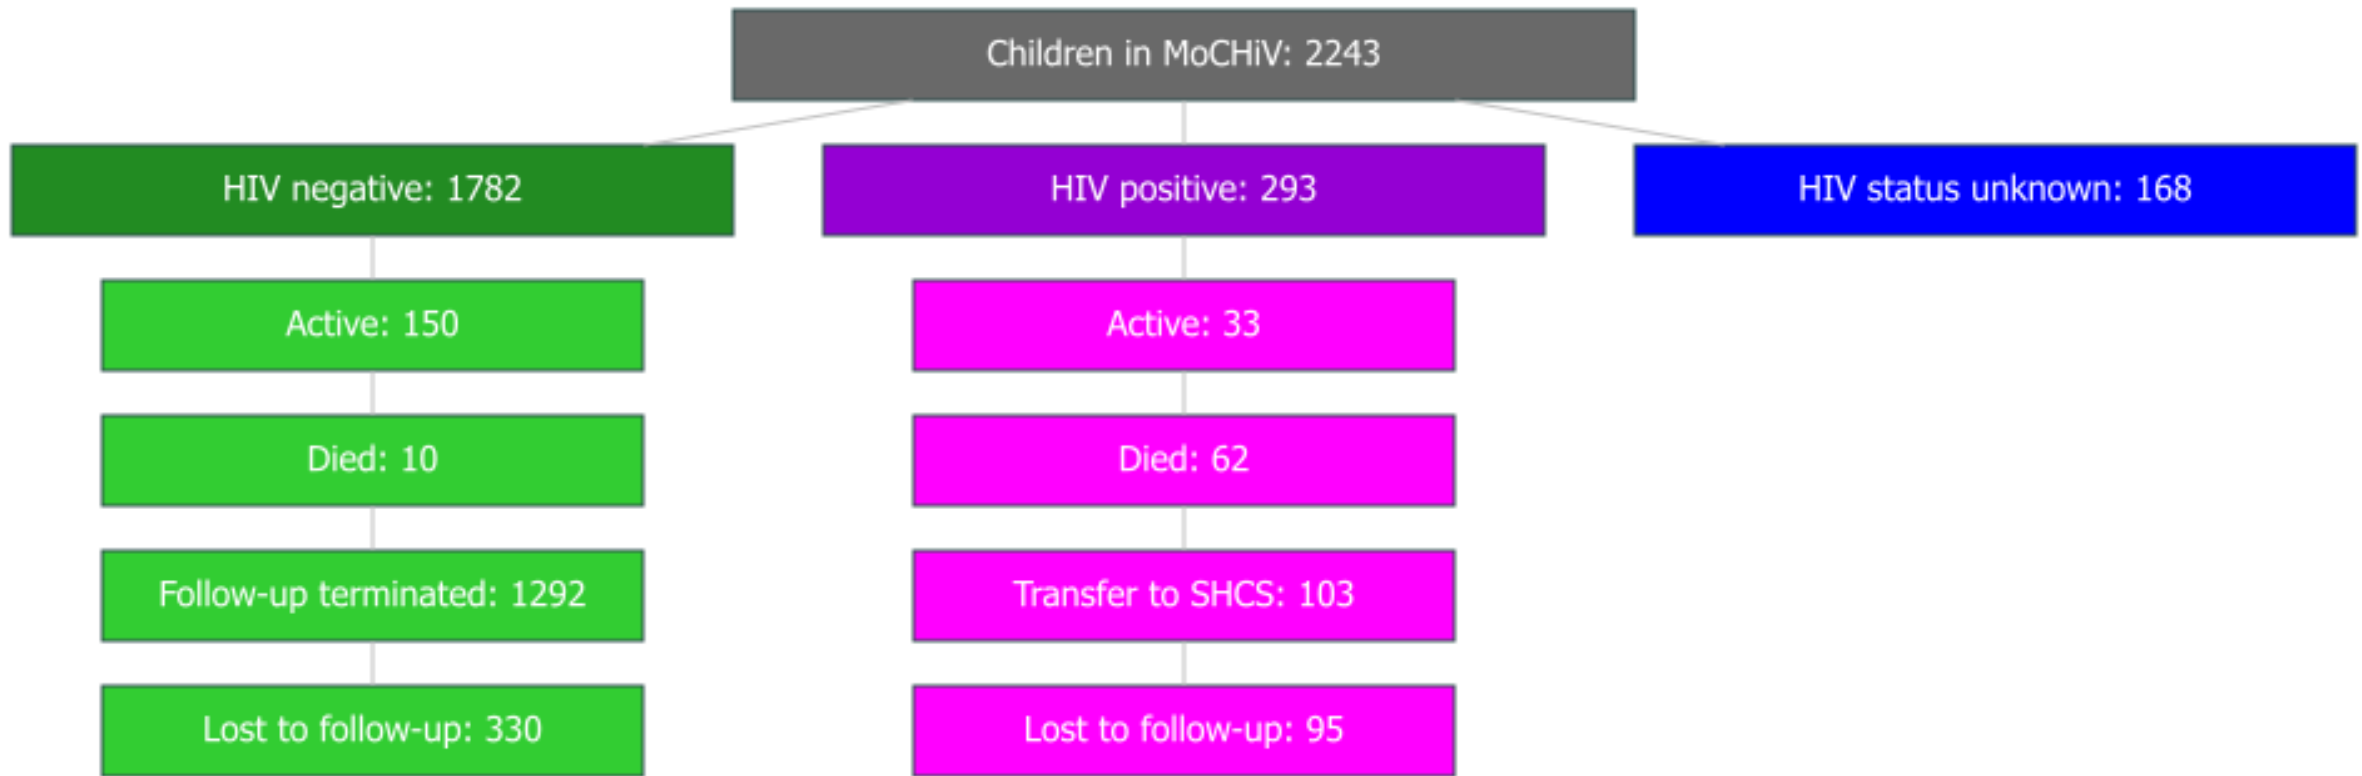 Children in MoCHiV: 2243
HIV negative: 1782
HIV positive: 293
HIV status unknown: 168
Active: 150
Active: 33
Died: 10
Died: 62
Follow-up terminated: 1292
Transfer to SHCS: 103
Lost to follow-up: 330
Lost to follow-up: 95